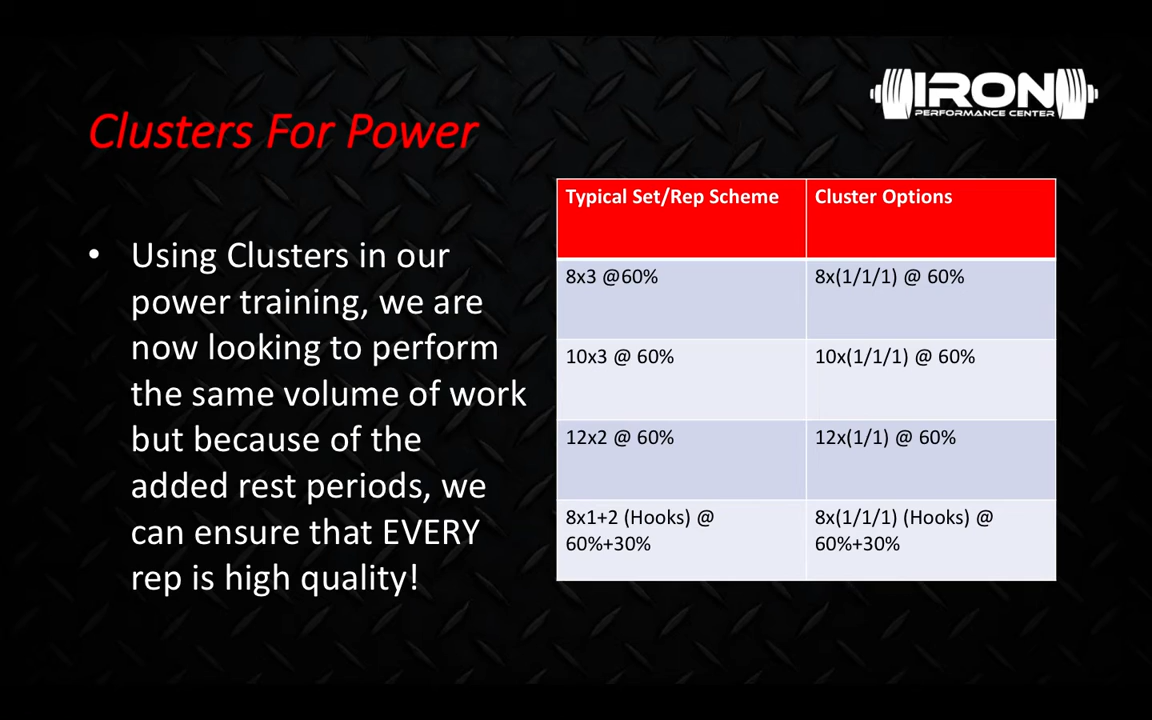 IRON
PERFORMANCE CENTER
Clusters For Power
• Using Clusters in our
power training, we are
now looking to perform
the same volume of work
but because of the
added rest periods, we
can ensure that EVERY
rep is high quality!
Typical Set/Rep Scheme
Cluster Options
8x3 @60%
8x(1/1/1) @ 60%
10x3 @ 60%
10x(1/1/1) @ 60%
12x2 @ 60%
12x(1/1) @ 60%
8x1+2 (Hooks) @
60%+30%
8x(1/1/1) (Hooks) @
60%+30%